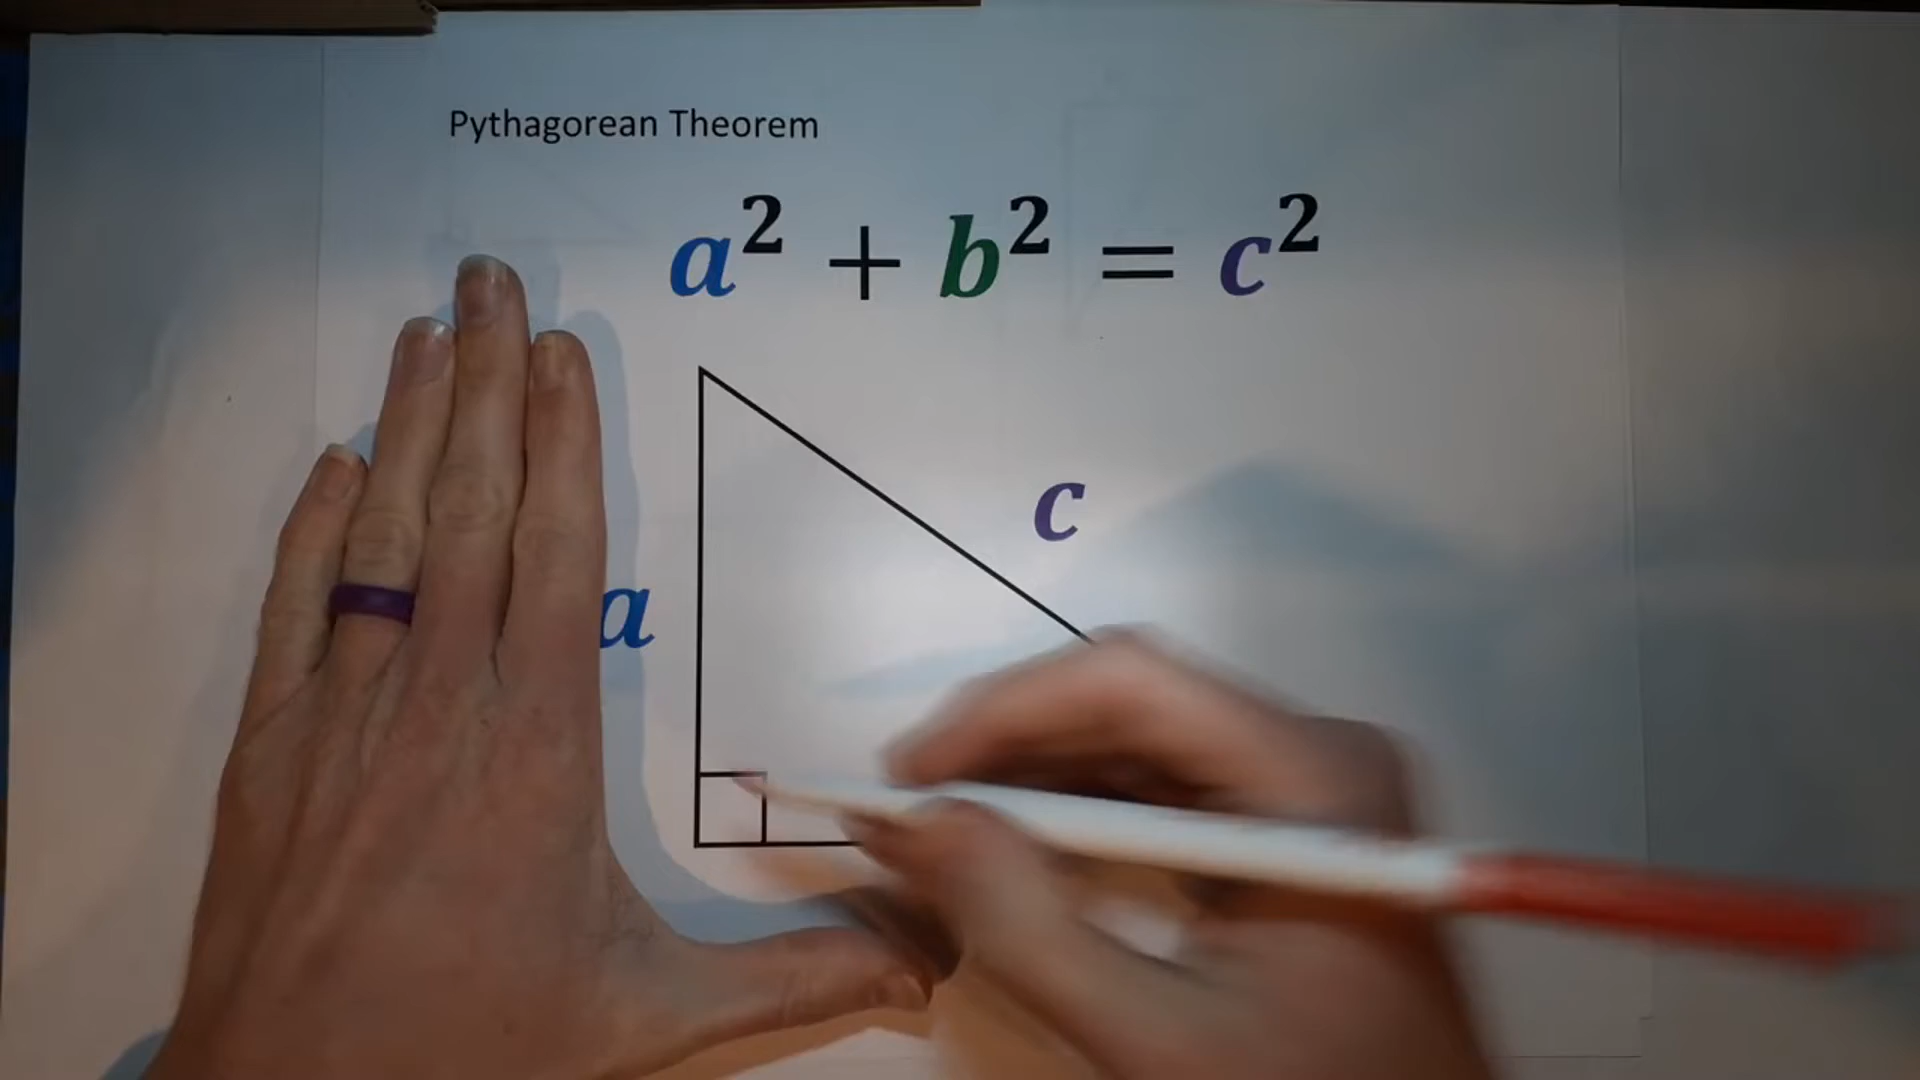 Pythagorean Theorem
a² + b² = c²
c
a